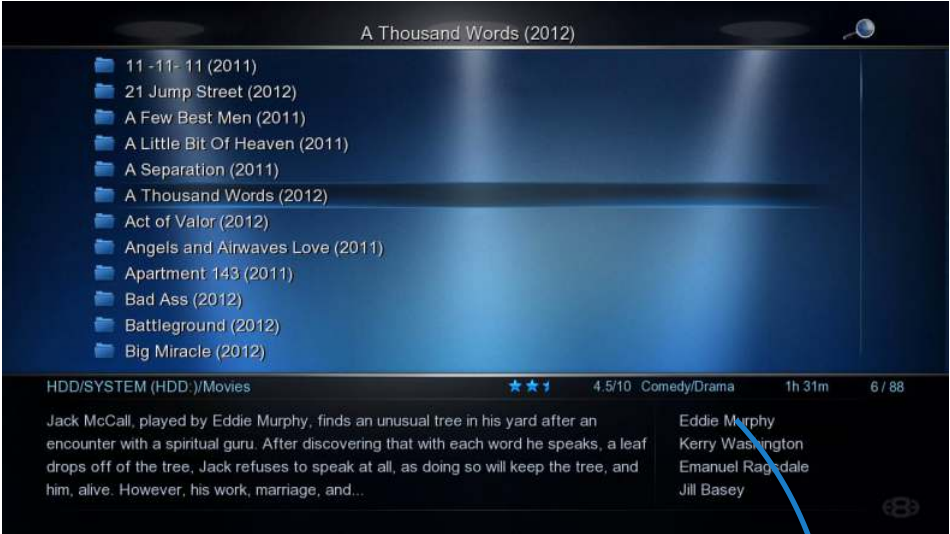 A Thousand Words (2012)
11 -11- 11 (2011)
21 Jump Street (2012)
A Few Best Men (2011)
A Little Bit Of Heaven (2011)
A Separation (2011)
A Thousand Words (2012)
Act of Valor (2012)
Angels and Airwaves Love (2011)
Apartment 143 (2011)
Bad Ass (2012)
Battleground (2012)
Big Miracle (2012)
HDD/SYSTEM (HDD:)/Movies 4.5/10 Comedy/Drama 1h 31m 6 / 88
Jack McCall, played by Eddie Murphy, finds an unusual tree in his yard after an
encounter with a spiritual guru. After discovering that with each word he speaks, a leaf
drops off of the tree, Jack refuses to speak at all, as doing so will keep the tree, and
him, alive. However, his work, marriage, and...
Eddie Murphy
Kerry Washington
Emanuel Ragsdale
Jill Basey